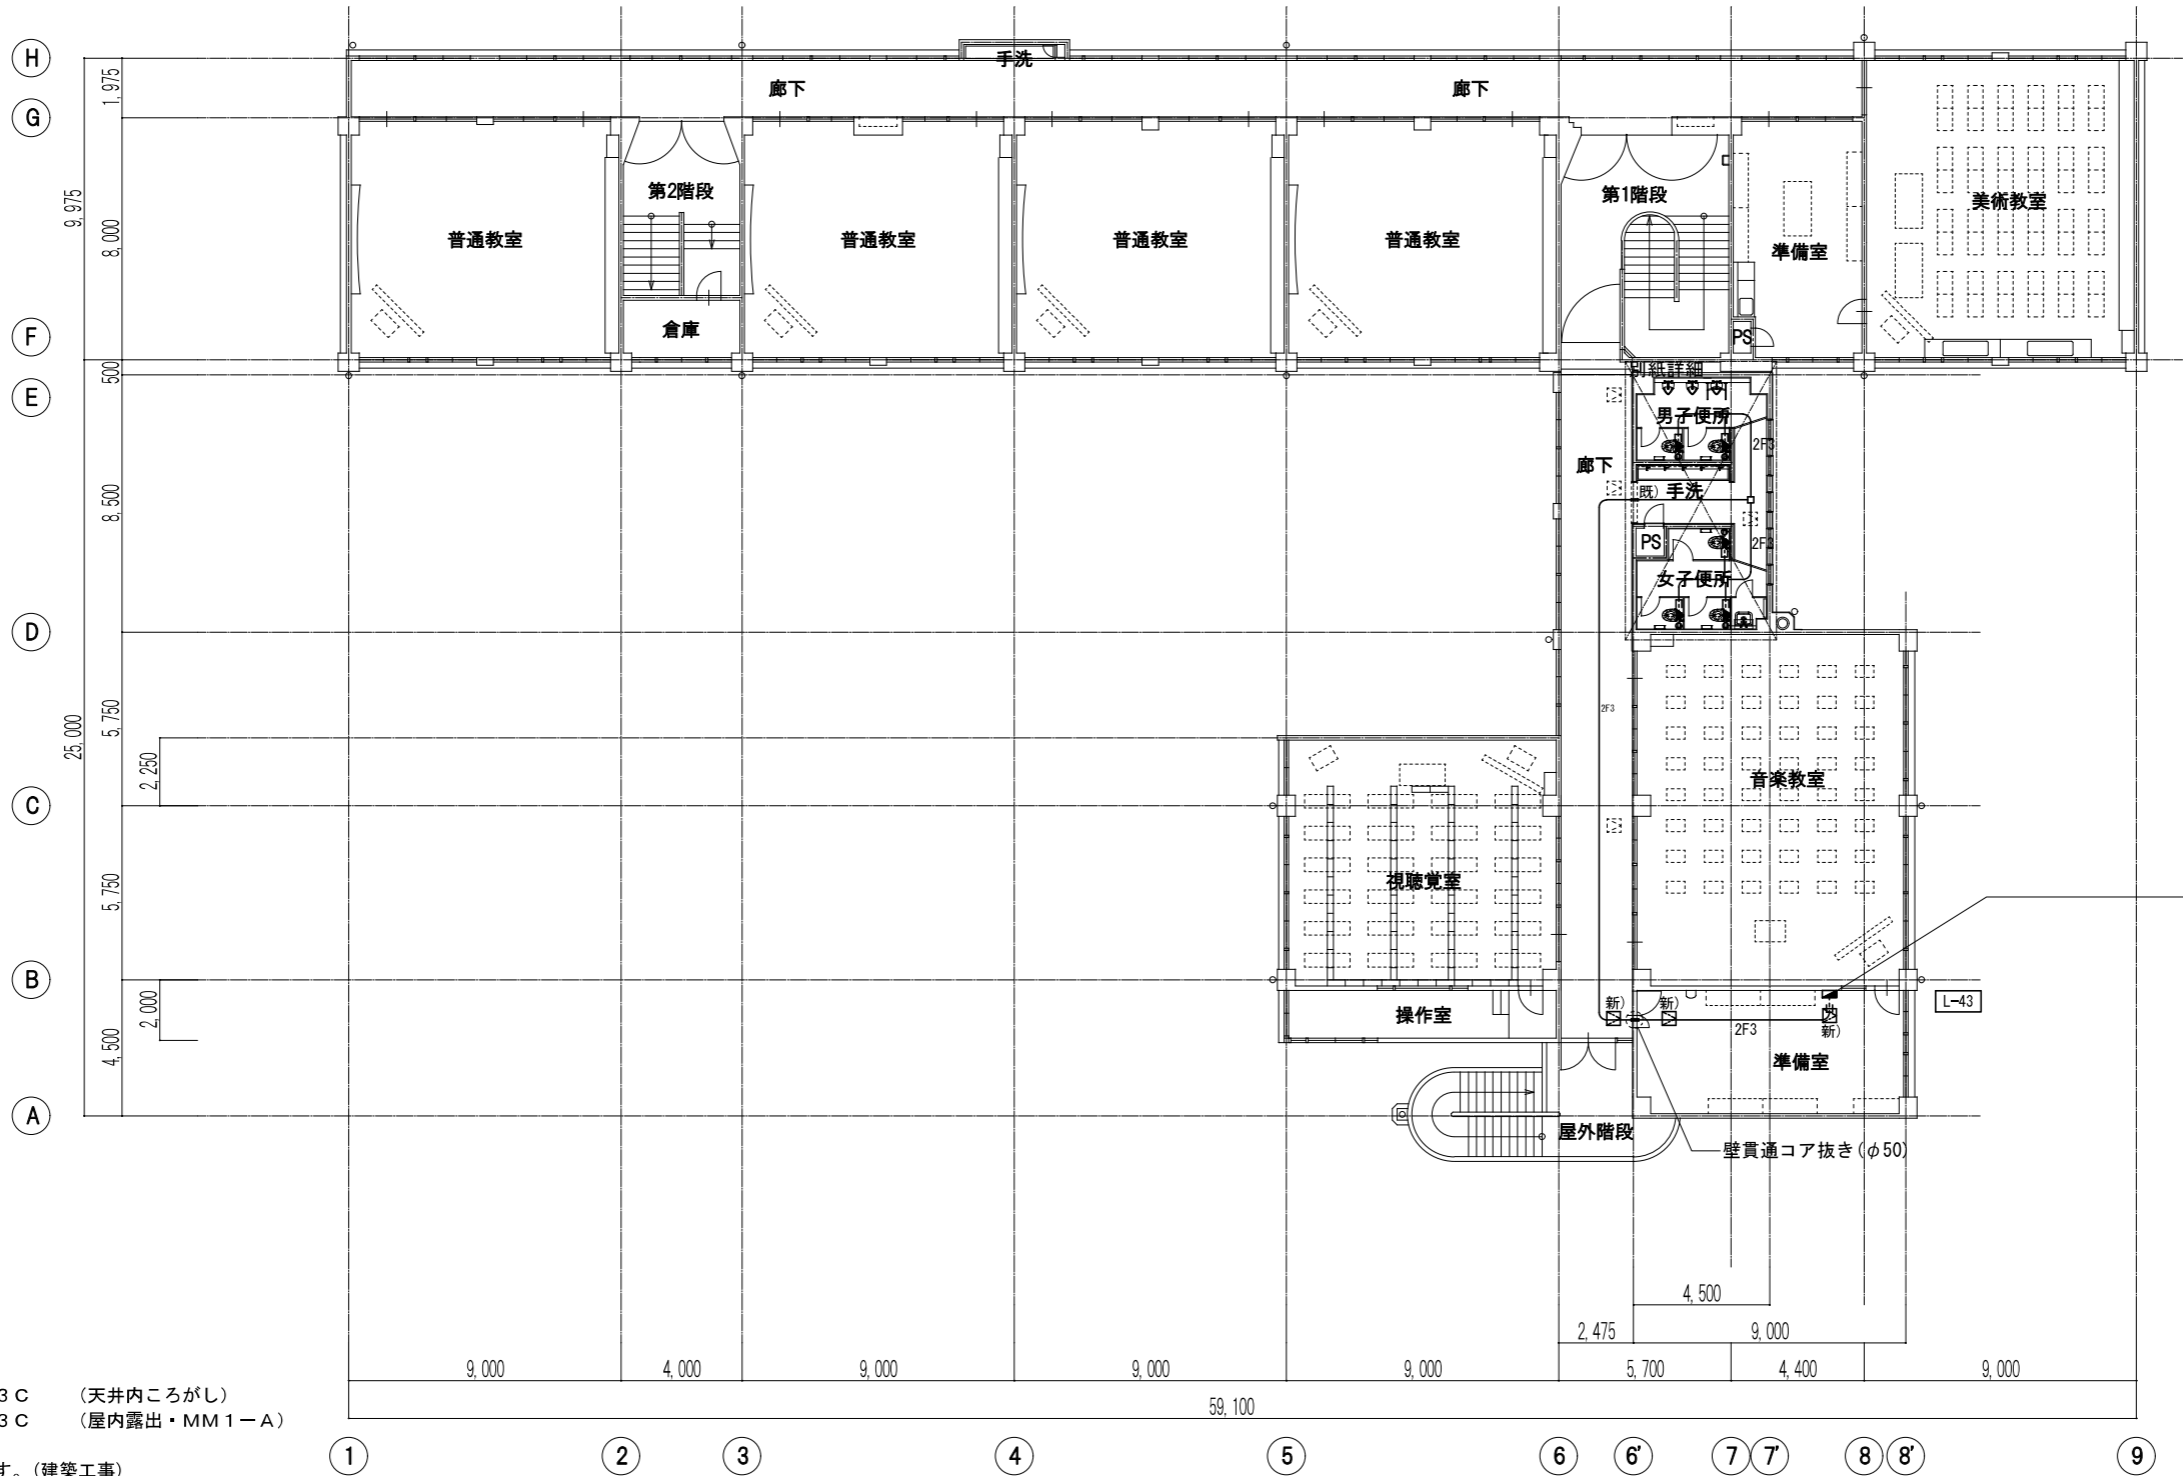 H
手洗
1,975
廊下
廊下
G
9,975
8,000
第2階段
第1階段
美術教室
普通教室
普通教室
普通教室
普通教室
準備室
倉庫
F
PS
500
別紙詳細
E
男子便所
2F3
廊下
8,500
既)
手洗
PS
2F3
女子便所
D
25,000
5,750
2F3
2,250
音楽教室
C
5,750
視聴覚室
B
2,000
新)
新)
L-43
操作室
2F3
新)
4,500
準備室
A
屋外階段
壁貫通コア抜き(φ50)
4,500
2,475
9,000
9,000
4,000
9,000
9,000
9,000
5,700
4,400
9,000
3C (天井内ころがし)
59,100
3C (屋内露出・MM1-A)
1
2
3
4
5
6
6'
7
7'
8
8'
9
す。(建築工事)